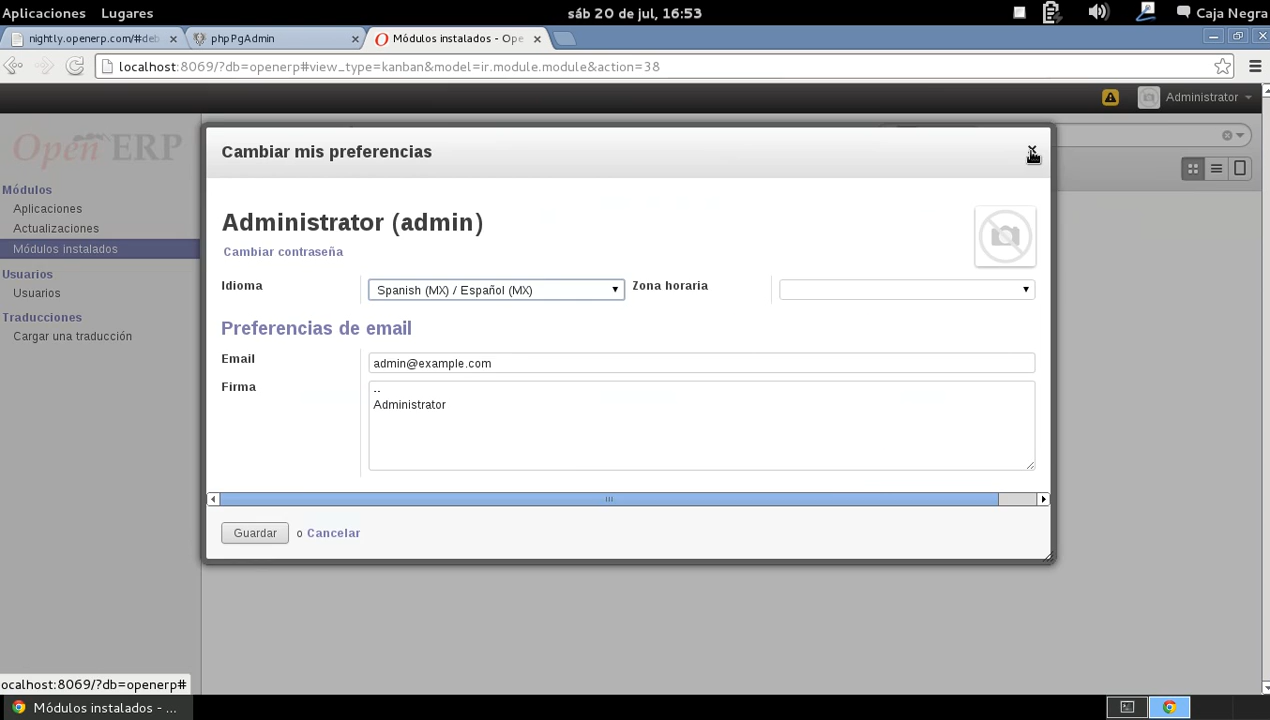 Aplicaciones Lugares sáb 20 de jul, 16:53 Caja Negra
nightly.openerp.com/#deb × phpPgAdmin × Módulos instalados - Ope ×
localhost:8069/?db=openerp#view_type=kanban&model=ir.module.module&action=38
Administrator
Open ERP
Módulos
Aplicaciones
Actualizaciones
Módulos instalados
Usuarios
Usuarios
Traducciones
Cargar una traducción
Cambiar mis preferencias
Administrator (admin)
Cambiar contraseña
Idioma Spanish (MX) / Español (MX) Zona horaria
Preferencias de email
Email admin@example.com
Firma --
Administrator
Guardar o Cancelar
ocalhost:8069/?db=openerp#
Módulos instalados - ...